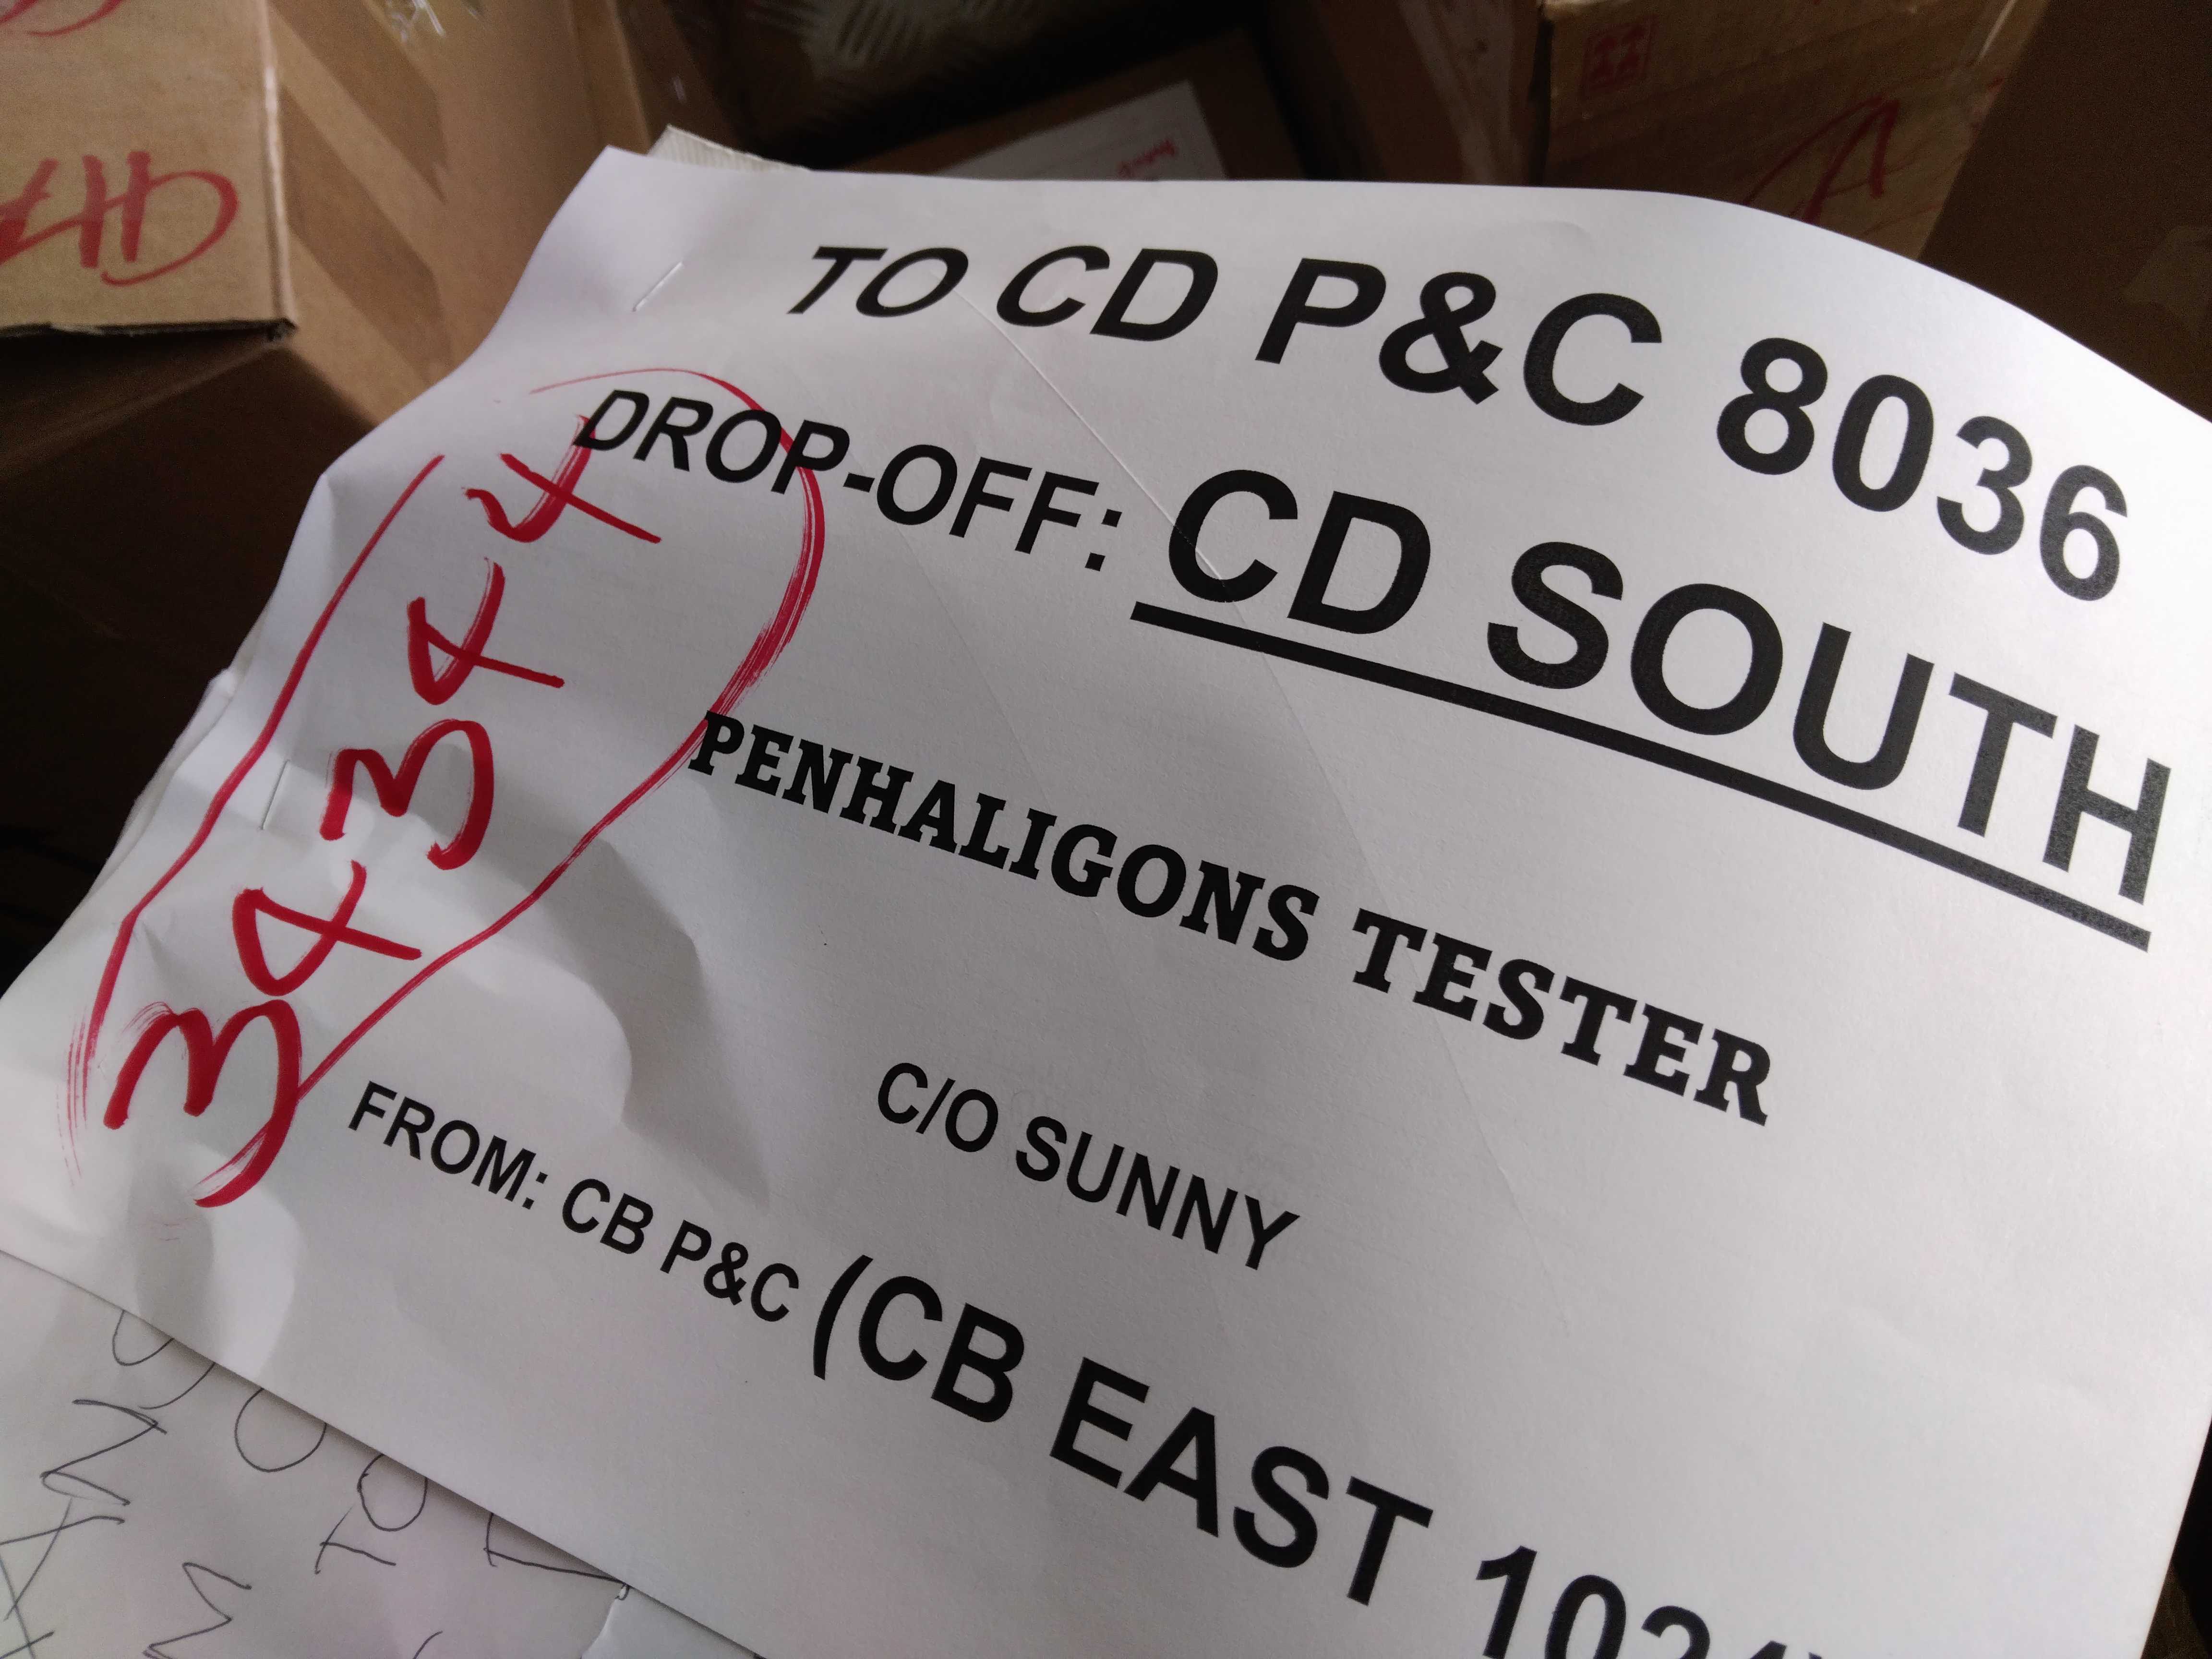 TO CD P&C 8036
DROP-OFF: CD SOUTH
PENHALIGONS TESTER
C/O SUNNY
FROM: CB P&C (CB EAST
34344